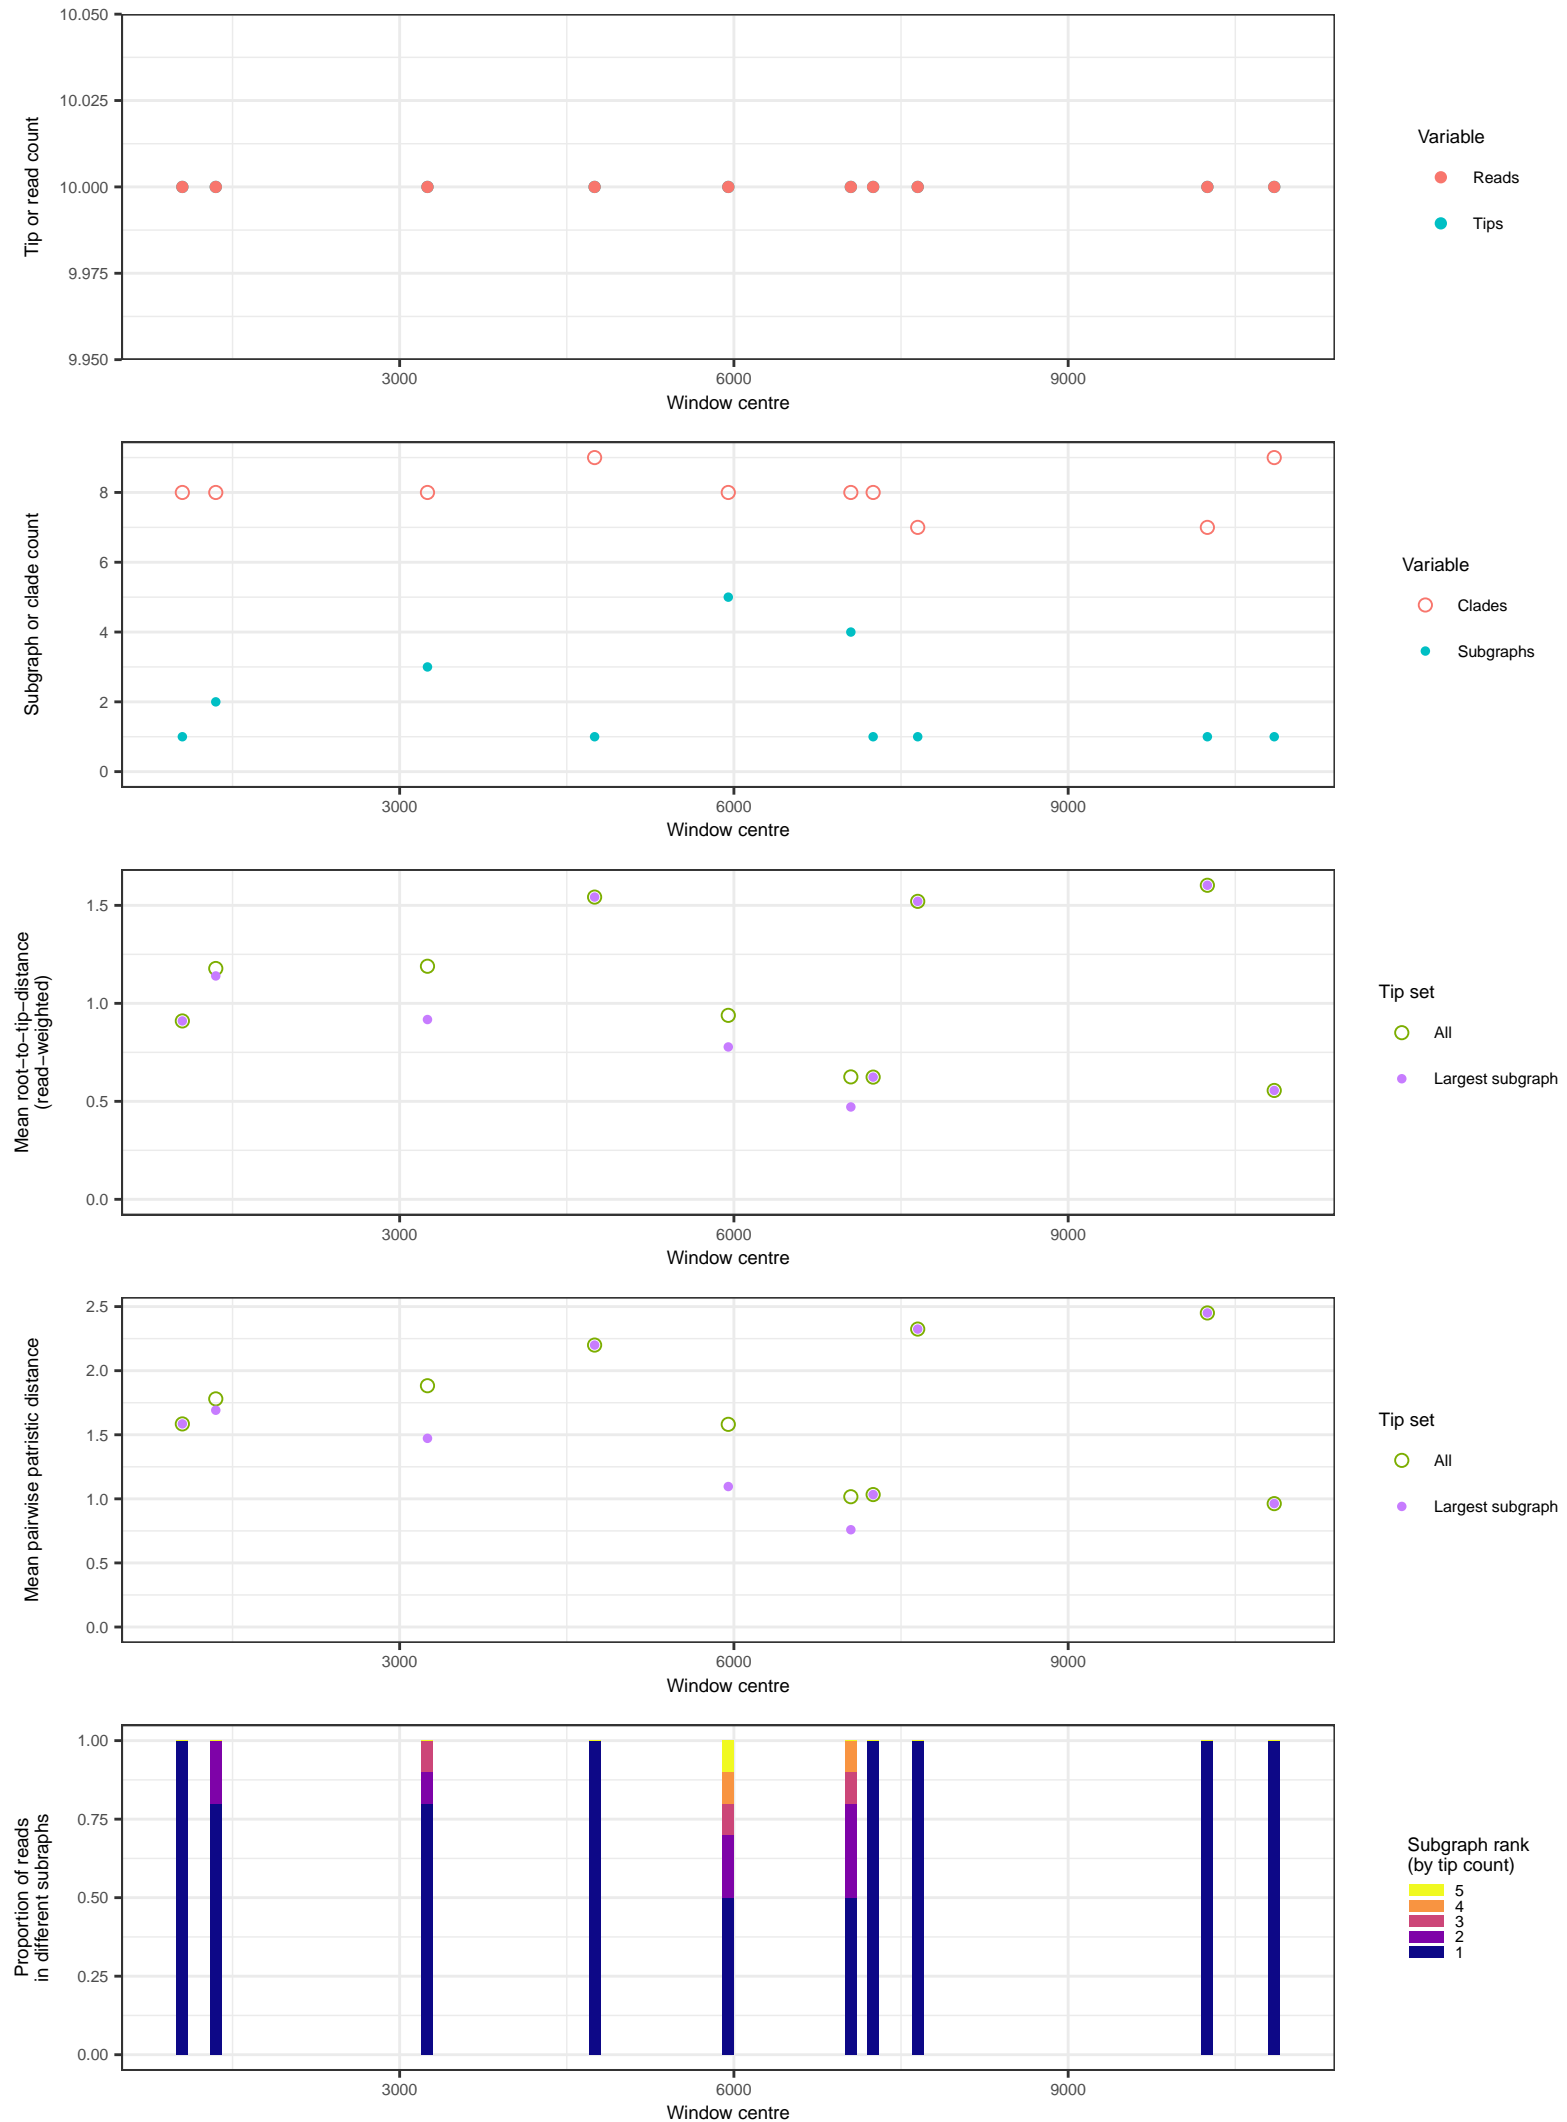 10.050
10.025
10.000
9.975
9.950
Tip or read count
3000
6000
9000
Window centre
Variable
Reads
Tips
8
6
4
2
0
Subgraph or clade count
3000
6000
9000
Window centre
Variable
Clades
Subgraphs
1.5
1.0
0.5
0.0
Mean root−to−tip−distance
(read−weighted)
3000
6000
9000
Window centre
Tip set
All
Largest subgraph
2.5
2.0
1.5
1.0
0.5
0.0
Mean pairwise patristic distance
3000
6000
9000
Window centre
Tip set
All
Largest subgraph
1.00
0.75
0.50
0.25
0.00
Proportion of reads
in different subraphs
3000
6000
9000
Window centre
Subgraph rank
(by tip count)
5
4
3
2
1